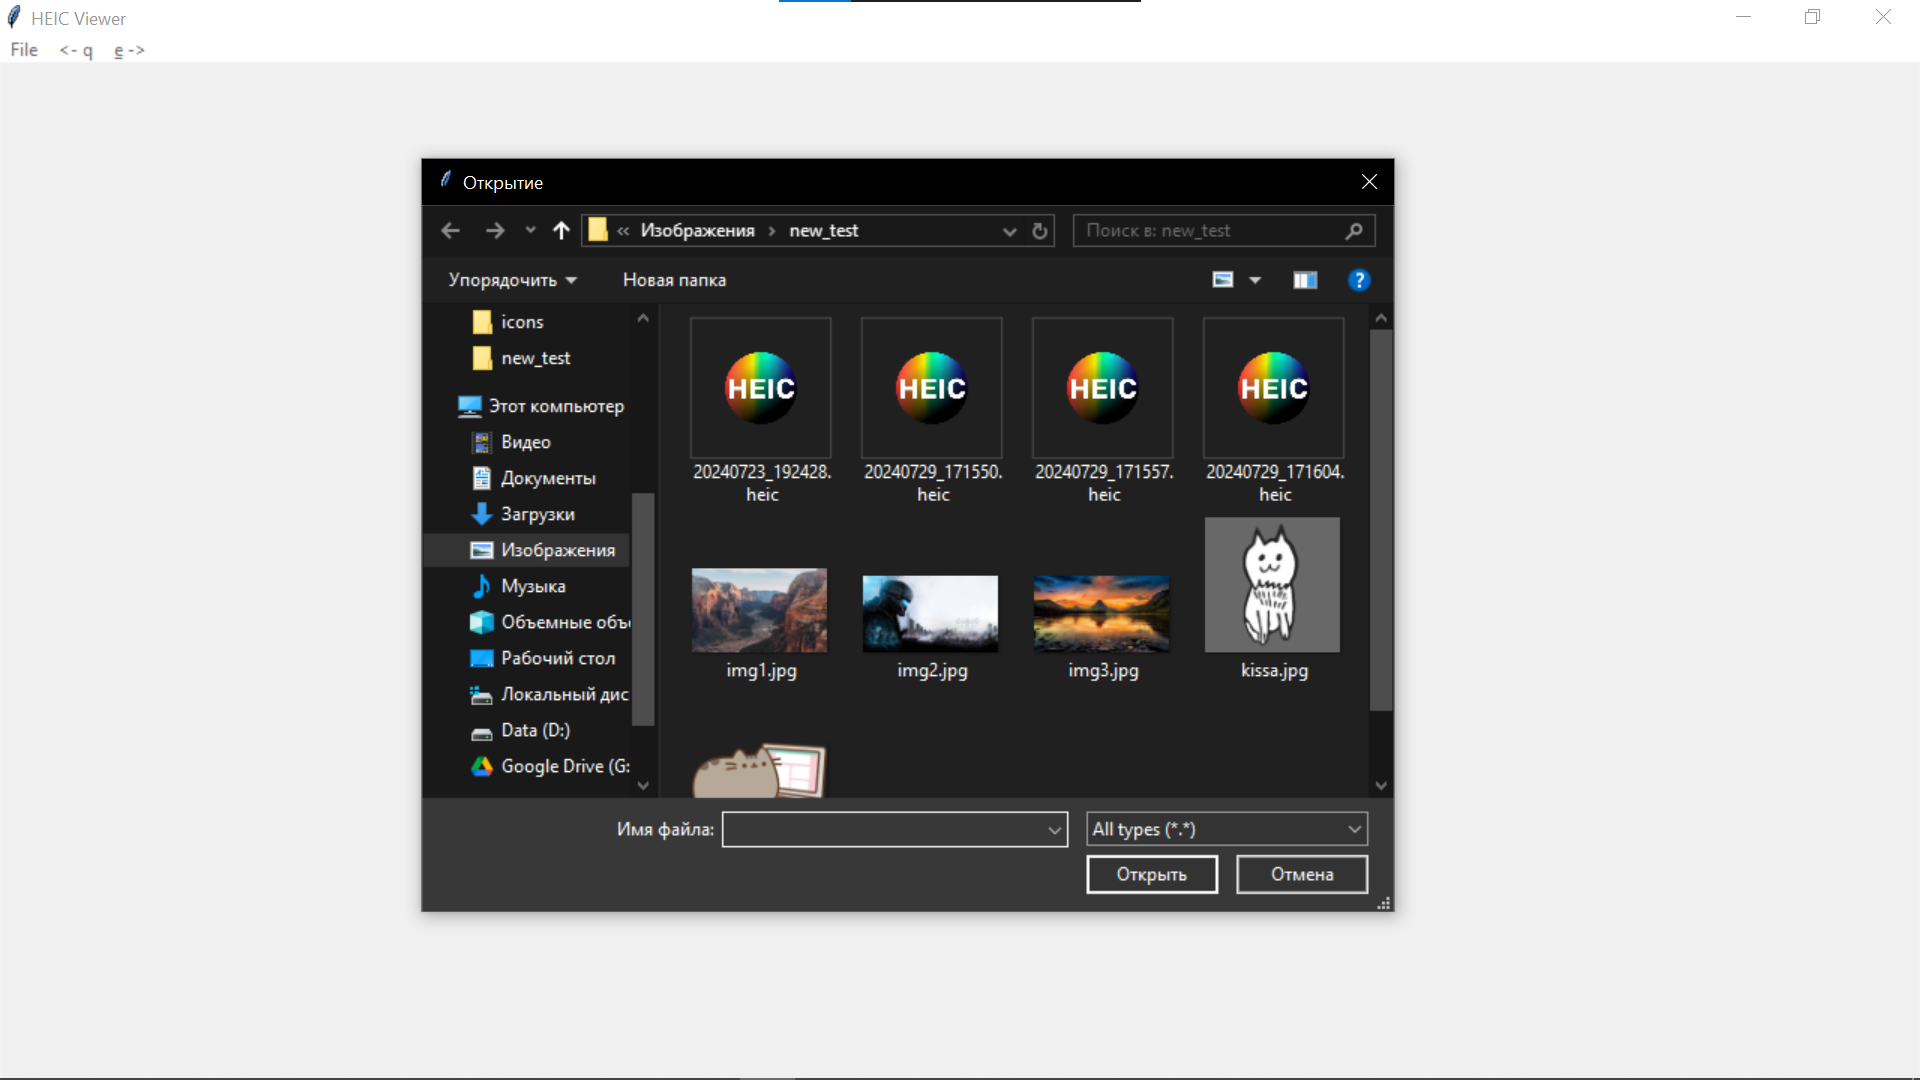 HEIC Viewer
File <- q e ->
Открытие
« Изображения › new_test
Поиск в: new_test
Упорядочить
Новая папка
?
icons
new_test
Этот компьютер
Видео
Документы
Загрузки
Изображения
Музыка
Объемные объ
Рабочий стол
Локальный дис
Data (D:)
Google Drive (G:
HEIC
HEIC
HEIC
HEIC
20240723_192428.
heic
20240729_171550.
heic
20240729_171557.
heic
20240729_171604.
heic
img1.jpg
img2.jpg
img3.jpg
kissa.jpg
Имя файла:
All types (*.*)
Открыть
Отмена